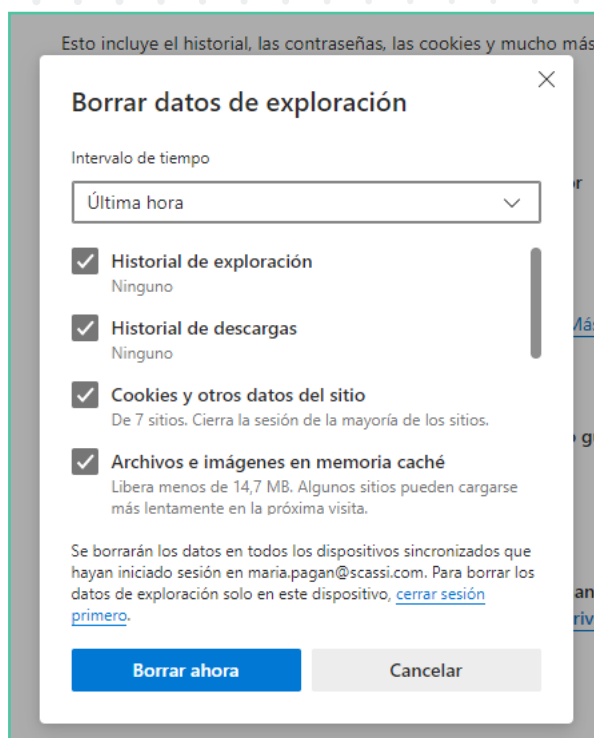 Esto incluye el historial, las contraseñas, las cookies y mucho más
Borrar datos de exploración
Intervalo de tiempo
Última hora
Historial de exploración
Ninguno
Historial de descargas
Ninguno
Cookies y otros datos del sitio
De 7 sitios. Cierra la sesión de la mayoría de los sitios.
Archivos e imágenes en memoria caché
Libera menos de 14,7 MB. Algunos sitios pueden cargarse
más lentamente en la próxima visita.
Se borrarán los datos en todos los dispositivos sincronizados que
hayan iniciado sesión en maria.pagan@scassi.com. Para borrar los
datos de exploración solo en este dispositivo, cerrar sesión
primero.
Borrar ahora
Cancelar